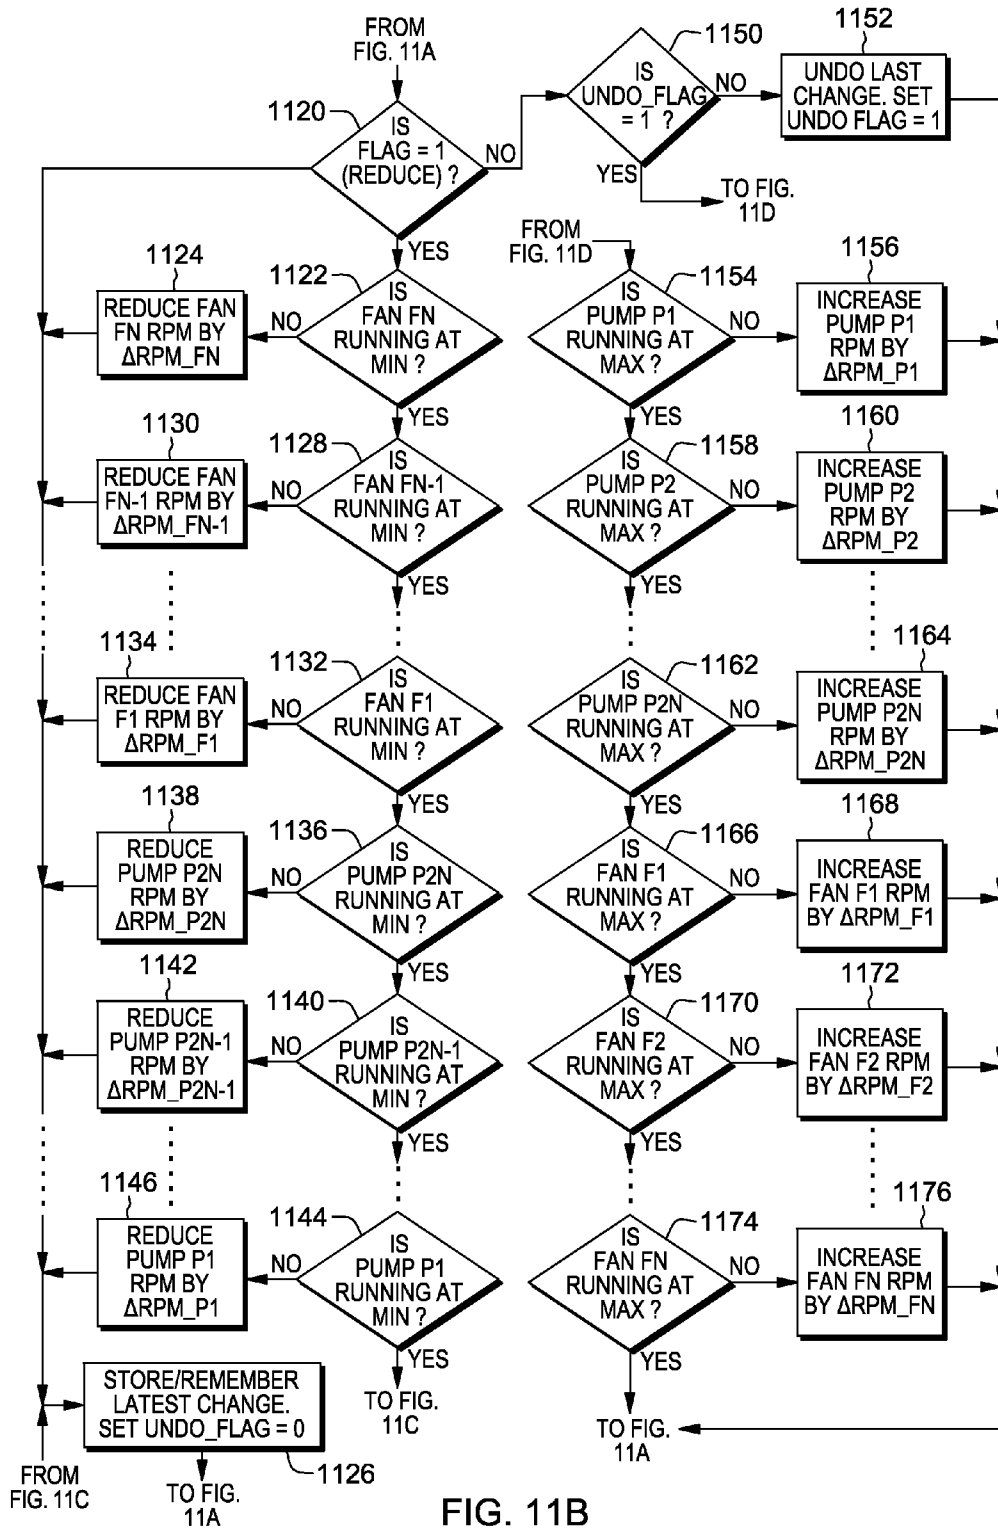 FROM
FIG. 11A
1120
IS
FLAG = 1
(REDUCE) ?
NO
YES
1150
IS
UNDO_FLAG
= 1 ?
NO
YES
TO FIG.
11D
1152
UNDO LAST
CHANGE. SET
UNDO FLAG = 1
1124
REDUCE FAN
FN RPM BY
ΔRPM_FN
1122
IS
FAN FN
RUNNING AT
MIN ?
NO
YES
1130
REDUCE FAN
FN-1 RPM BY
ΔRPM_FN-1
1128
IS
FAN FN-1
RUNNING AT
MIN ?
NO
YES
1134
REDUCE FAN
F1 RPM BY
ΔRPM_F1
1132
IS
FAN F1
RUNNING AT
MIN ?
NO
YES
1138
REDUCE
PUMP P2N
RPM BY
ΔRPM_P2N
1136
IS
PUMP P2N
RUNNING AT
MIN ?
NO
YES
1142
REDUCE
PUMP P2N-1
RPM BY
ΔRPM_P2N-1
1140
IS
PUMP P2N-1
RUNNING AT
MIN ?
NO
YES
1146
REDUCE
PUMP P1
RPM BY
ΔRPM_P1
1144
IS
PUMP P1
RUNNING AT
MIN ?
NO
YES
TO FIG.
11C
STORE/REMEMBER
LATEST CHANGE.
SET UNDO_FLAG = 0
1126
FROM
FIG. 11C
TO FIG.
11A
FROM
FIG. 11D
1154
IS
PUMP P1
RUNNING AT
MAX ?
NO
YES
1156
INCREASE
PUMP P1
RPM BY
ΔRPM_P1
1158
IS
PUMP P2
RUNNING AT
MAX ?
NO
YES
1160
INCREASE
PUMP P2
RPM BY
ΔRPM_P2
1162
IS
PUMP P2N
RUNNING AT
MAX ?
NO
YES
1164
INCREASE
PUMP P2N
RPM BY
ΔRPM_P2N
1166
IS
FAN F1
RUNNING AT
MAX ?
NO
YES
1168
INCREASE
FAN F1 RPM
BY ΔRPM_F1
1170
IS
FAN F2
RUNNING AT
MAX ?
NO
YES
1172
INCREASE
FAN F2 RPM
BY ΔRPM_F2
1174
IS
FAN FN
RUNNING AT
MAX ?
NO
YES
1176
INCREASE
FAN FN RPM
BY ΔRPM_FN
TO FIG.
11A
FIG. 11B